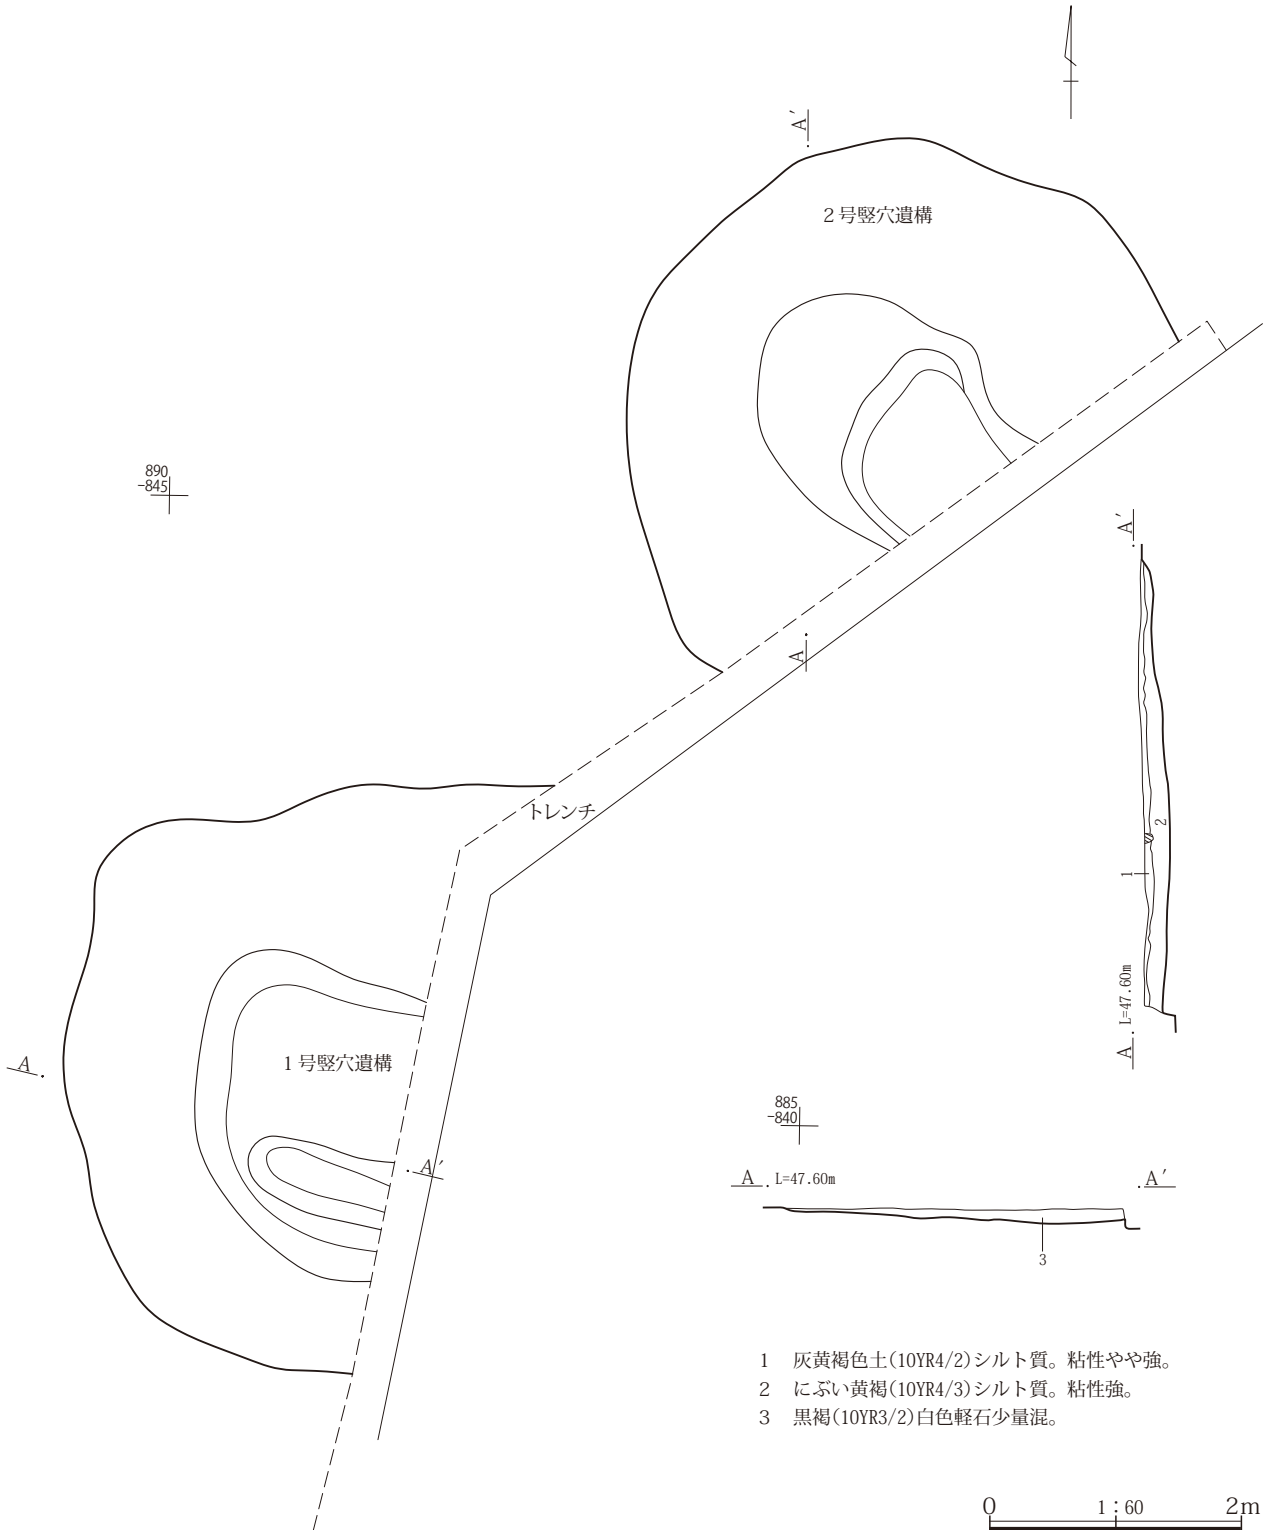 A′
２号竪穴遺構
890
-845
A
A′
トレンチ
2
1
A L=47.60m
A
1号竪穴遺構
A′
885
-840
A L=47.60m A′
3
1 灰黄褐色土(10YR4/2)シルト質。粘性やや強。
2 にぶい黄褐(10YR4/3)シルト質。粘性強。
3 黒褐(10YR3/2)白色軽石少量混。
0 1：60 2m